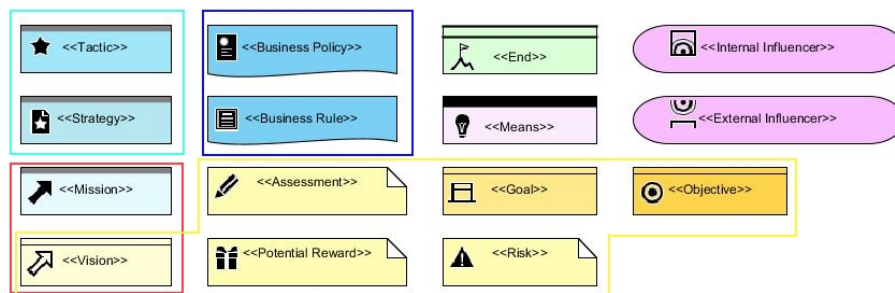 <<Tactic>>
<<Business Policy>>
<<End>>
<<Internal Influencer>>
<<Strategy>>
<<Business Rule>>
<<Means>>
<<External Influencer>>
<<Mission>>
<<Assessment>>
<<Goal>>
<<Objective>>
<<Vision>>
<<Potential Reward>>
<<Risk>>